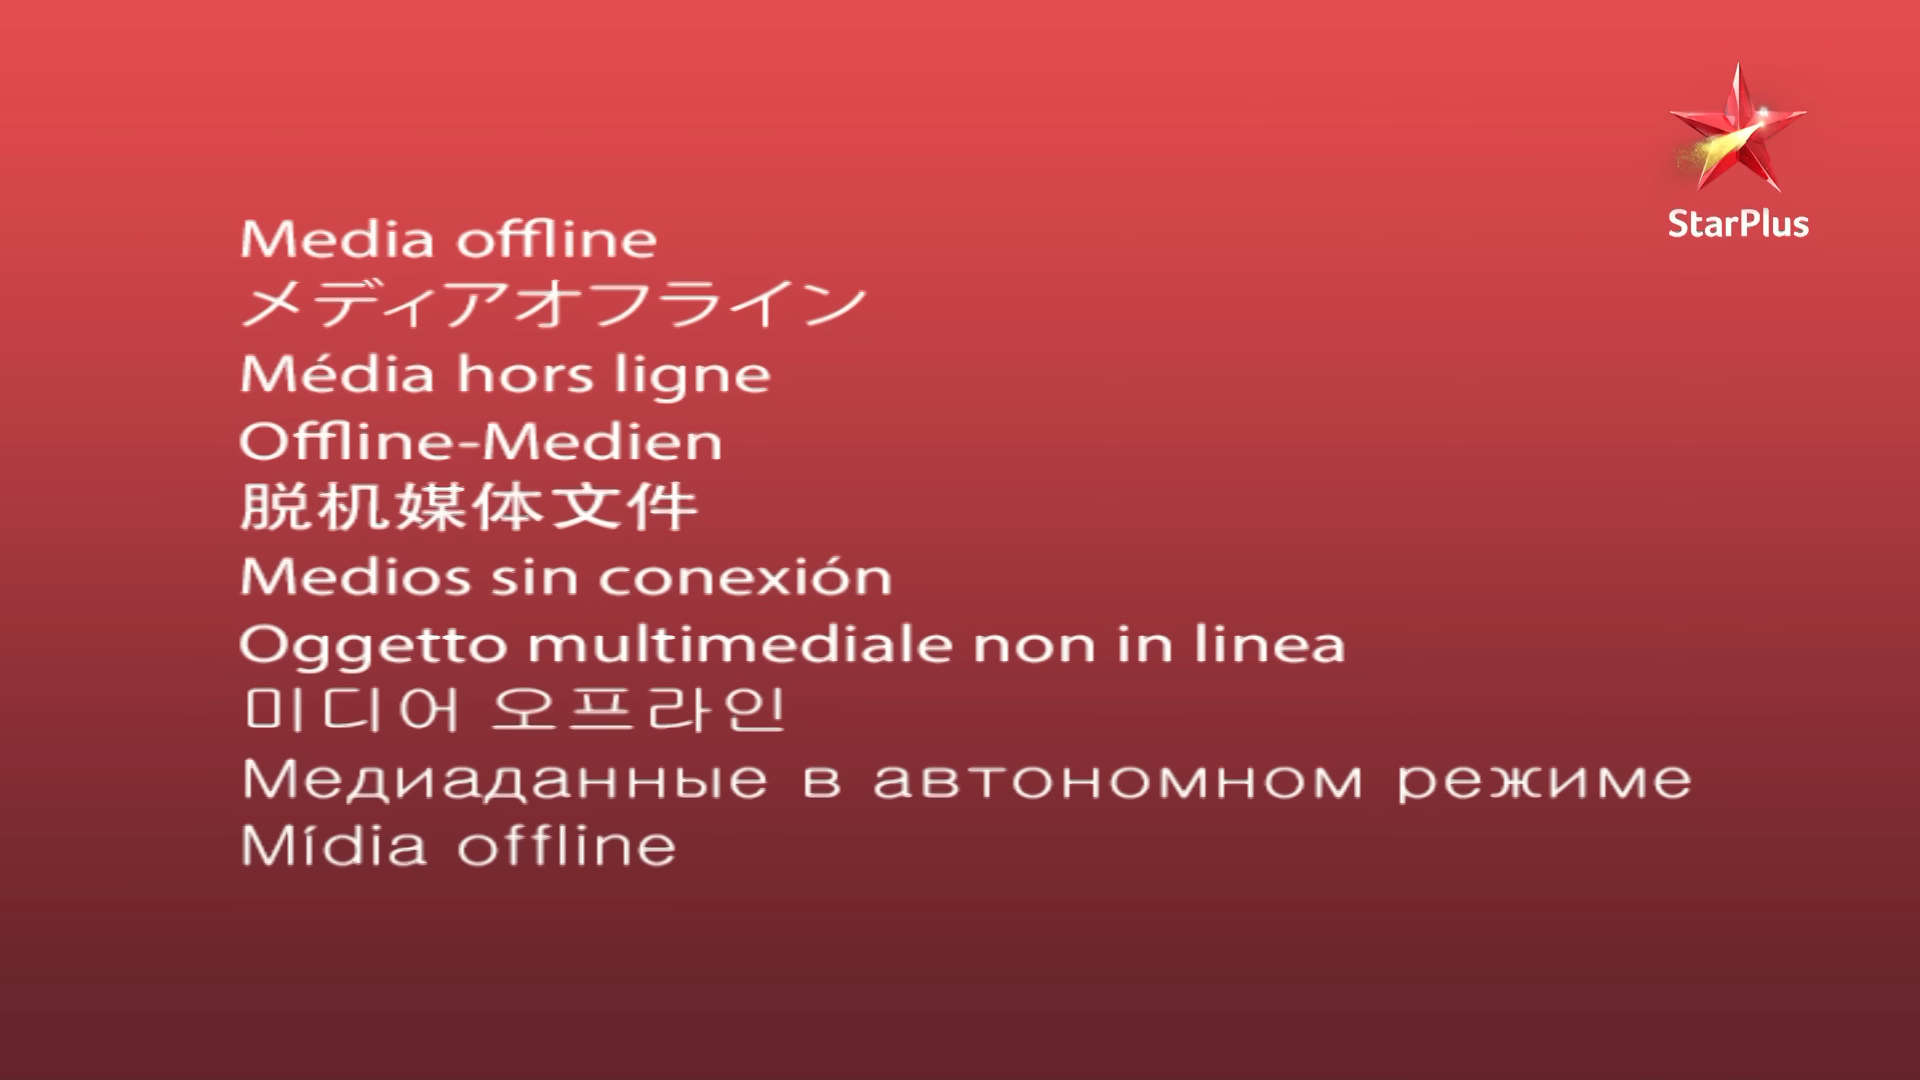 StarPlus
Media offline
メディアオフライン
Média hors ligne
Offline-Medien
脱机媒体文件
Medios sin conexión
Oggetto multimediale non in linea
미디어 오프라인
Медиаданные в автономном режиме
Mídia offline